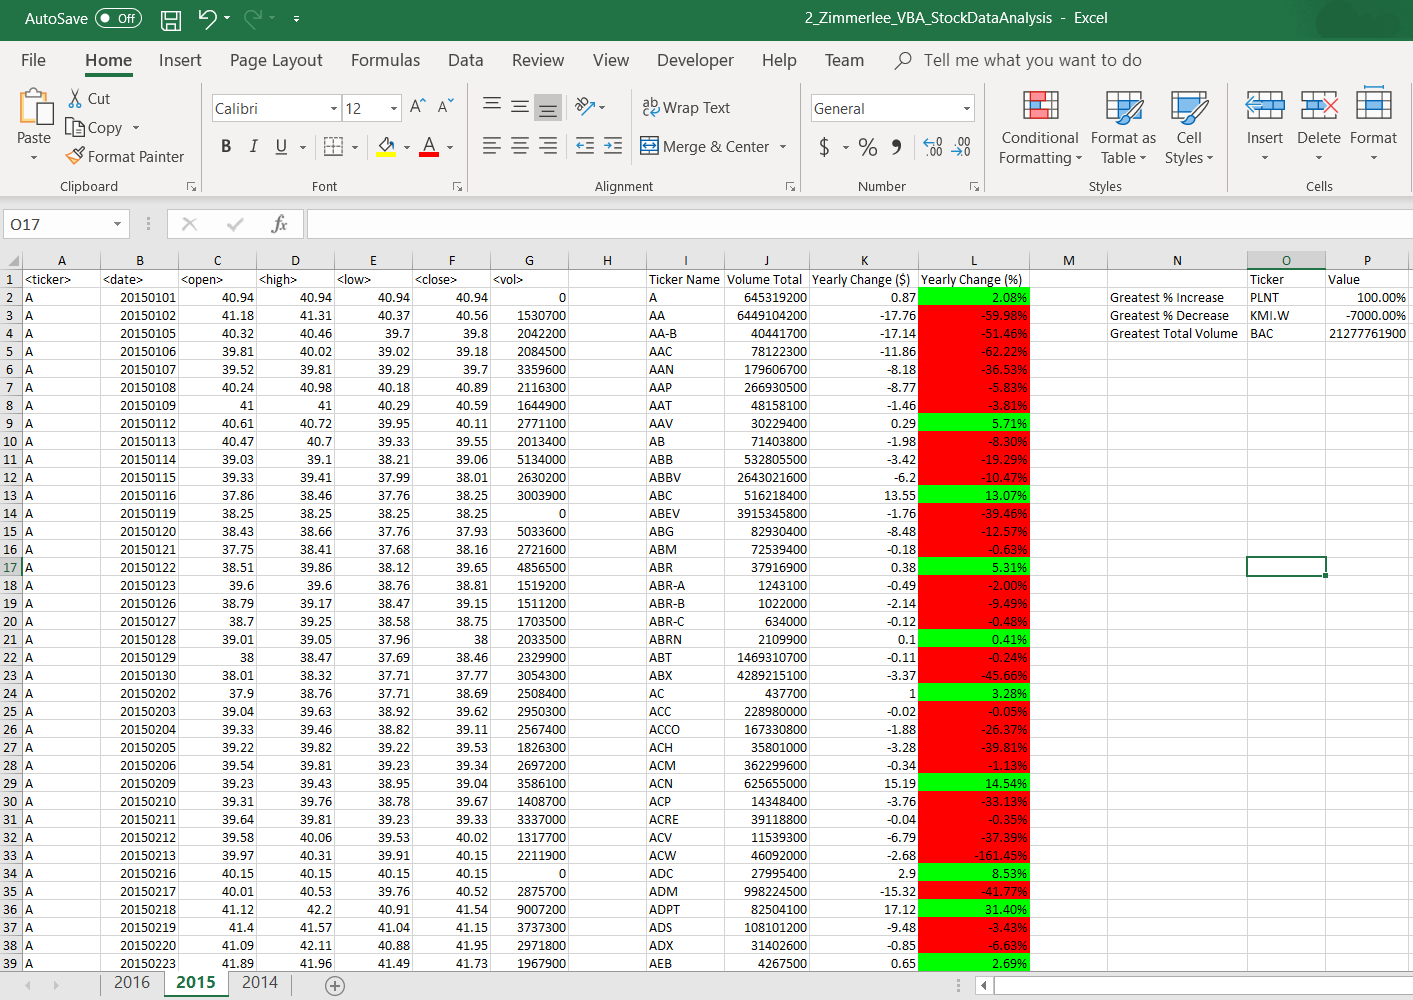 AutoSave Off 2_Zimmerlee_VBA_StockDataAnalysis - Excel
File Home Insert Page Layout Formulas Data Review View Developer Help Team Tell me what you want to do
Paste Cut Copy Format Painter
Clipboard
Calibri 12
B I U A
Font
ab Wrap Text
Merge & Center
Alignment
General
$ % 9 .00 .00
Number
Conditional Formatting Format as Table Cell Styles
Styles
Insert Delete Format
Cells
O17 fx
A B C D E F G H I J K L M N O P
1 <ticker> <date> <open> <high> <low> <close> <vol> Ticker Name Volume Total Yearly Change ($) Yearly Change (%) Ticker Value
2 A 20150101 40.94 40.94 40.94 40.94 0 A 645319200 0.87 2.08% Greatest % Increase PLNT 100.00%
3 A 20150102 41.18 41.31 40.37 40.56 1530700 AA 6449104200 -17.76 -59.98% Greatest % Decrease KMI.W -7000.00%
4 A 20150105 40.32 40.46 39.7 39.8 2042200 AA-B 40441700 -17.14 -51.46% Greatest Total Volume BAC 21277761900
5 A 20150106 39.81 40.02 39.02 39.18 2084500 AAC 78122300 -11.86 -62.22%
6 A 20150107 39.52 39.81 39.29 39.7 3359600 AAN 179606700 -8.18 -36.53%
7 A 20150108 40.24 40.98 40.18 40.89 2116300 AAP 266930500 -8.77 -5.83%
8 A 20150109 41 41 40.29 40.59 1644900 AAT 48158100 -1.46 -3.81%
9 A 20150112 40.61 40.72 39.95 40.11 2771100 AAV 30229400 0.29 5.71%
10 A 20150113 40.47 40.7 39.33 39.55 2013400 AB 71403800 -1.98 -8.30%
11 A 20150114 39.03 39.1 38.21 39.06 5134000 ABB 532805500 -3.42 -19.29%
12 A 20150115 39.33 39.41 37.99 38.01 2630200 ABBV 2643021600 -6.2 -10.47%
13 A 20150116 37.86 38.46 37.76 38.25 3003900 ABC 516218400 13.55 13.07%
14 A 20150119 38.25 38.25 38.25 38.25 0 ABEV 3915345800 -1.76 -39.46%
15 A 20150120 38.43 38.66 37.76 37.93 5033600 ABG 82930400 -8.48 -12.57%
16 A 20150121 37.75 38.41 37.68 38.16 2721600 ABM 72539400 -0.18 -0.63%
17 A 20150122 38.51 39.86 38.12 39.65 4856500 ABR 37916900 0.38 5.31%
18 A 20150123 39.6 39.6 38.76 38.81 1519200 ABR-A 1243100 -0.49 -2.00%
19 A 20150126 38.79 39.17 38.47 39.15 1511200 ABR-B 1022000 -2.14 -9.49%
20 A 20150127 38.7 39.25 38.58 38.75 1703500 ABR-C 634000 -0.12 -0.48%
21 A 20150128 39.01 39.05 37.96 38 2033500 ABRN 2109900 0.1 0.41%
22 A 20150129 38 38.47 37.69 38.46 2329900 ABT 1469310700 -0.11 -0.24%
23 A 20150130 38.01 38.32 37.71 37.77 3054300 ABX 4289215100 -3.37 -45.66%
24 A 20150202 37.9 38.76 37.71 38.69 2508400 AC 437700 1 3.28%
25 A 20150203 39.04 39.63 38.92 39.62 2950300 ACC 228980000 -0.02 -0.05%
26 A 20150204 39.33 39.46 38.82 39.11 2567400 ACCO 167330800 -1.88 -26.37%
27 A 20150205 39.22 39.82 39.22 39.53 1826300 ACH 35801000 -3.28 -39.81%
28 A 20150206 39.54 39.81 39.23 39.34 2697200 ACM 362299600 -0.34 -1.13%
29 A 20150209 39.23 39.43 38.95 39.04 3586100 ACN 625655000 15.19 14.54%
30 A 20150210 39.31 39.76 38.78 39.67 1408700 ACP 14348400 -3.76 -33.13%
31 A 20150211 39.64 39.81 39.23 39.33 3337000 ACRE 39118800 -0.04 -0.35%
32 A 20150212 39.58 40.06 39.53 40.02 1317700 ACV 11539300 -6.79 -37.39%
33 A 20150213 39.97 40.31 39.91 40.15 2211900 ACW 46092000 -2.68 -161.45%
34 A 20150216 40.15 40.15 40.15 40.15 0 ADC 27995400 2.9 8.53%
35 A 20150217 40.01 40.53 39.76 40.52 2875700 ADM 998224500 -15.32 -41.77%
36 A 20150218 41.12 42.2 40.91 41.54 9007200 ADPT 82504100 17.12 31.40%
37 A 20150219 41.4 41.57 41.04 41.15 3737300 ADS 108101200 -9.48 -3.43%
38 A 20150220 41.09 42.11 40.88 41.95 2971800 ADX 31402600 -0.85 -6.63%
39 A 20150223 41.89 41.96 41.49 41.73 1967900 AEB 4267500 0.65 2.69%
2016 2015 2014